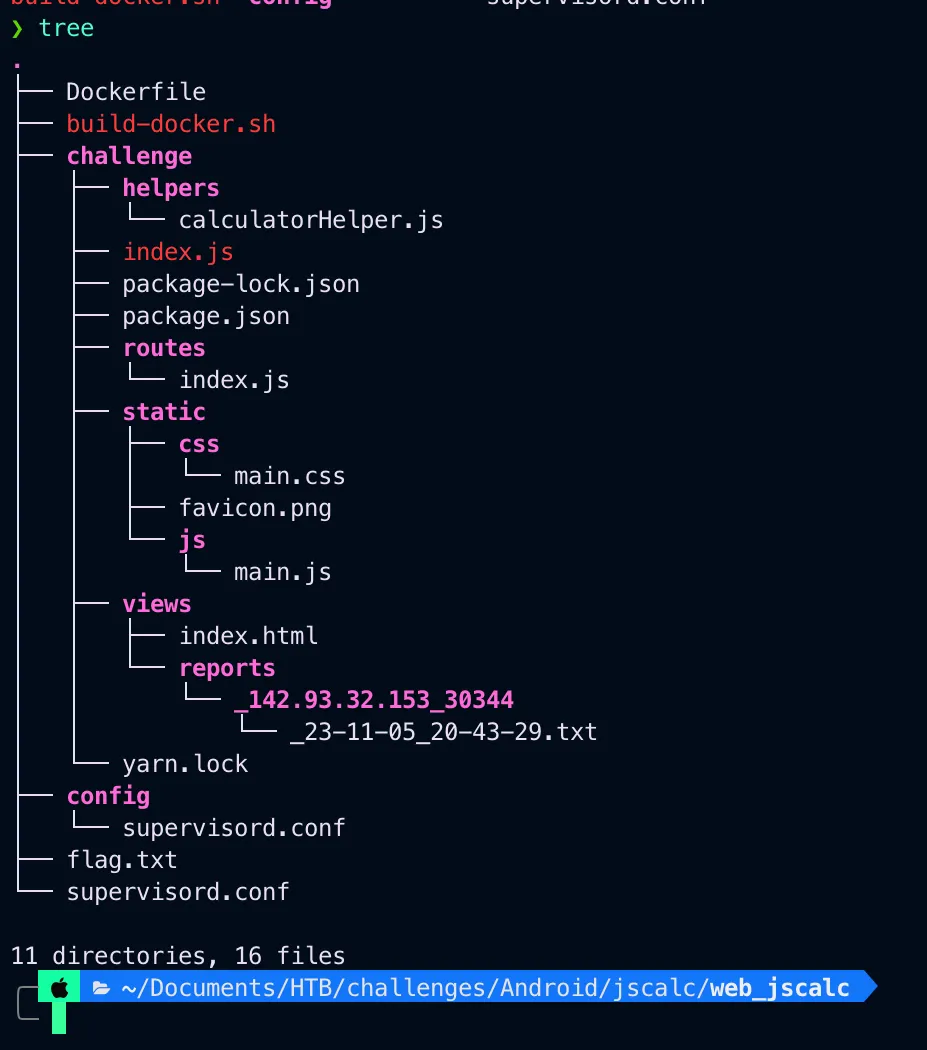 build-docker.sh config supervisord.conf
❯ tree
.
├── Dockerfile
├── build-docker.sh
├── challenge
│   ├── helpers
│   │   └── calculatorHelper.js
│   ├── index.js
│   ├── package-lock.json
│   ├── package.json
│   ├── routes
│   │   └── index.js
│   ├── static
│   │   ├── css
│   │   │   └── main.css
│   │   ├── favicon.png
│   │   └── js
│   │       └── main.js
│   ├── views
│   │   ├── index.html
│   │   └── reports
│   │       └── _142.93.32.153_30344
│   │           └── _23-11-05_20-43-29.txt
│   └── yarn.lock
├── config
│   └── supervisord.conf
├── flag.txt
└── supervisord.conf
11 directories, 16 files
~/Documents/HTB/challenges/Android/jscalc/web_jscalc